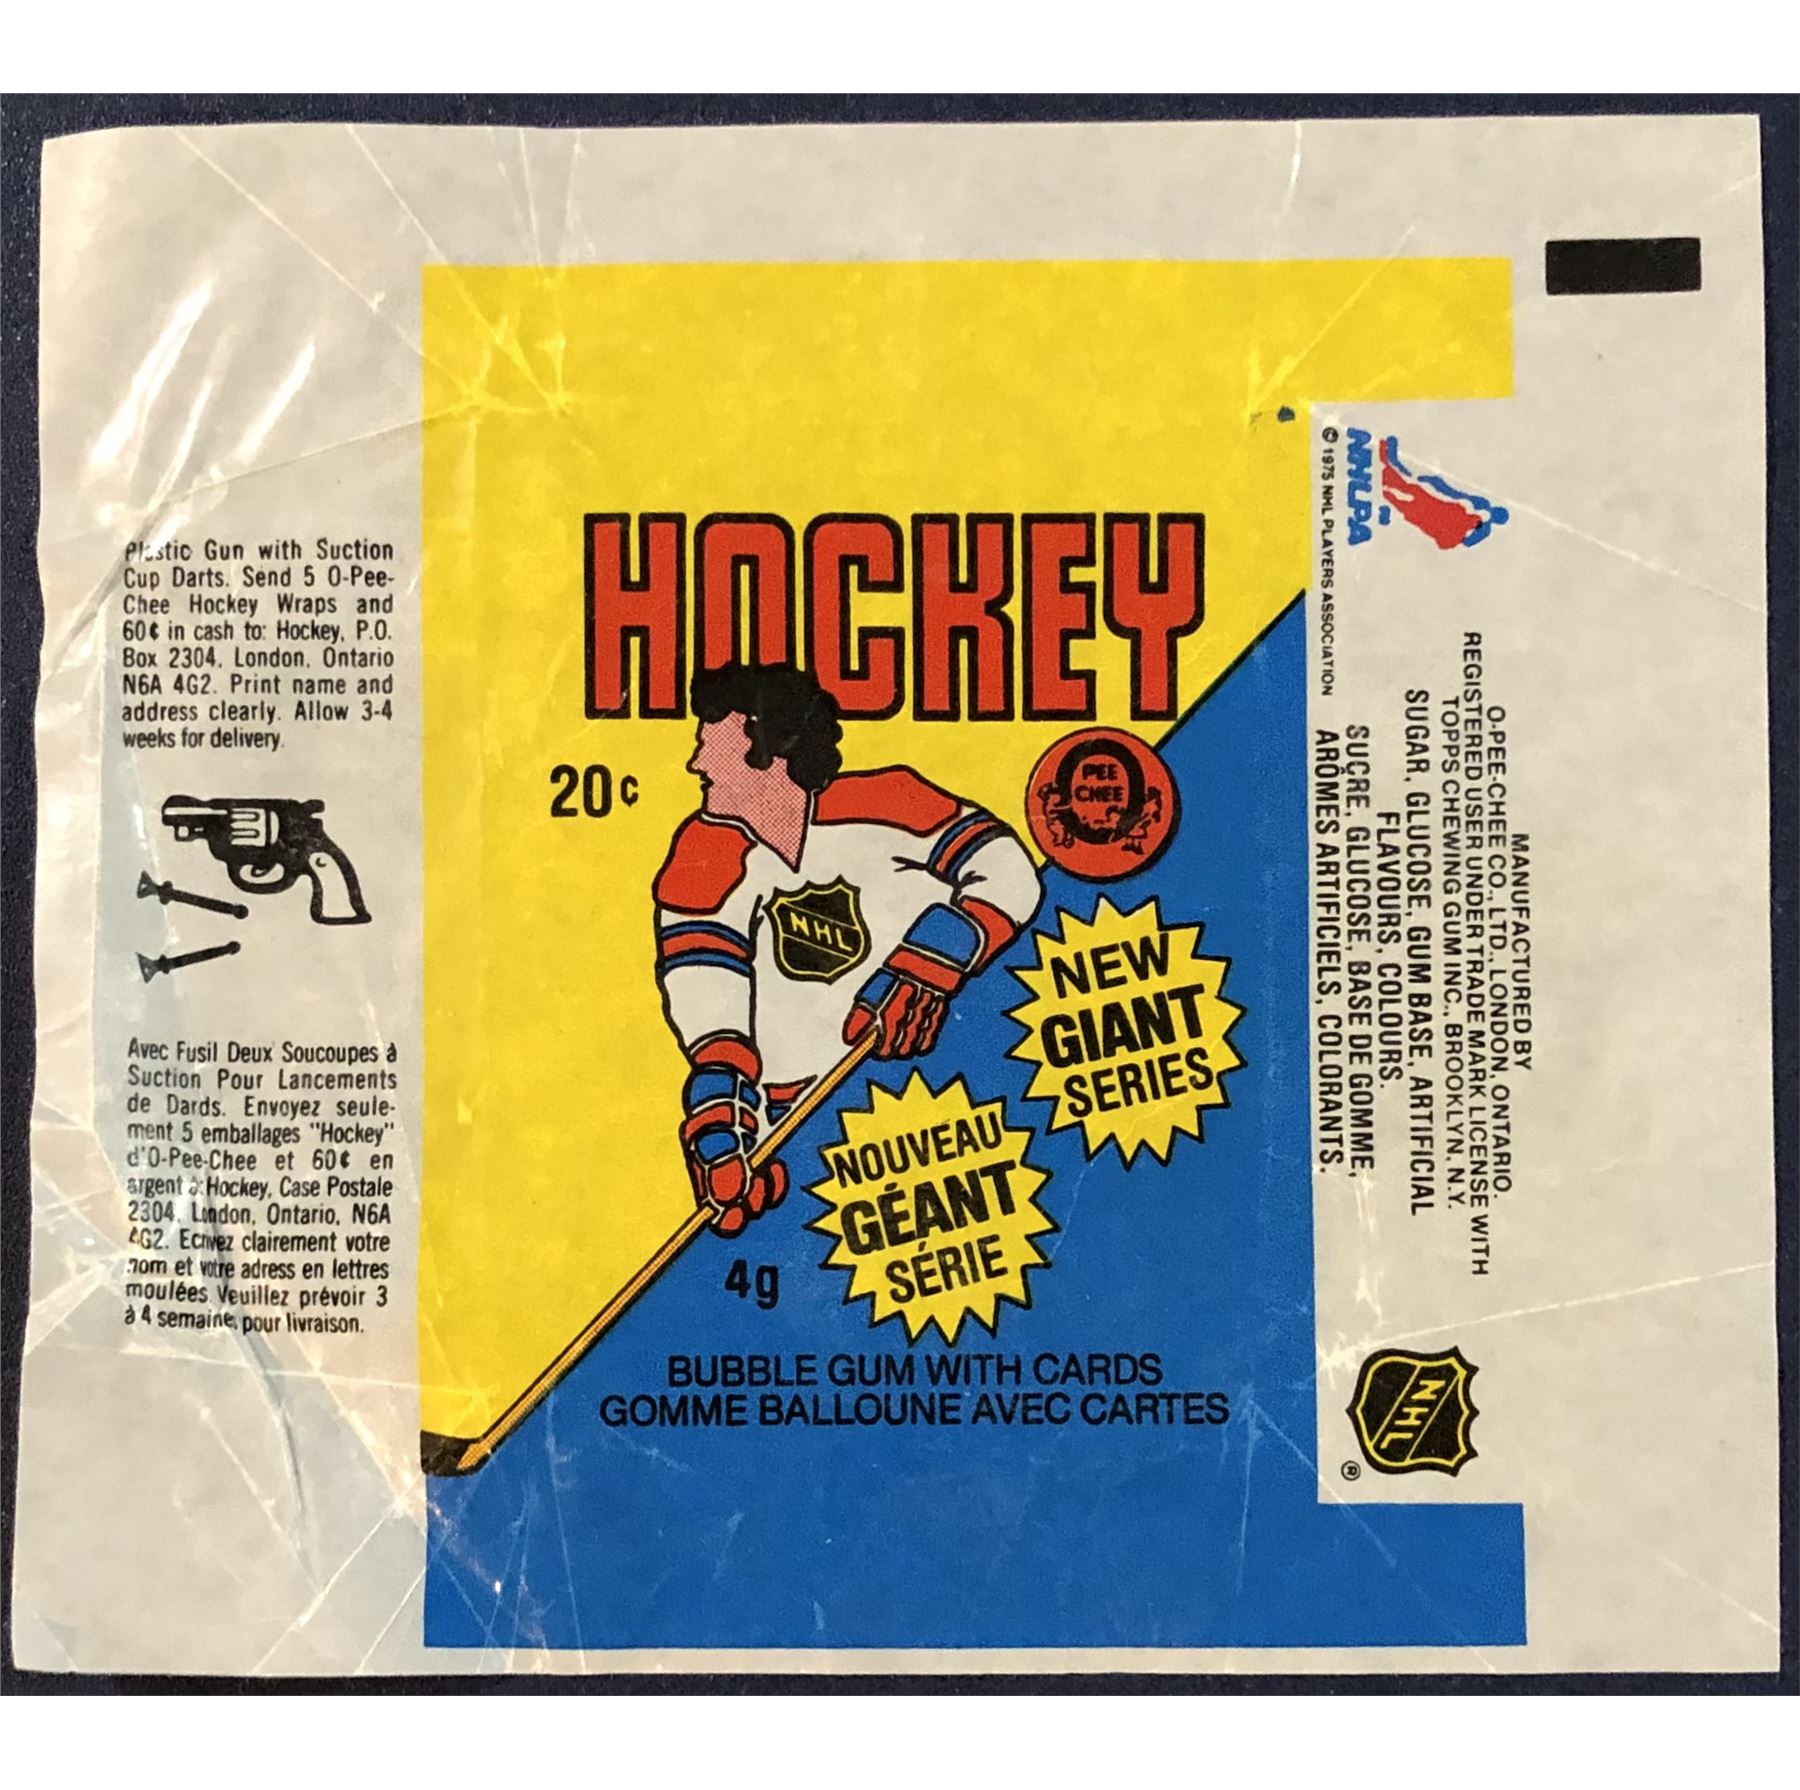 Plastic Gun with Suction
Cup Darts. Send 5 O-Pee-
Chee Hockey Wraps and
60¢ in cash to: Hockey, P.O.
Box 2304, London, Ontario
N6A 4G2. Print name and
address clearly. Allow 3-4
weeks for delivery.
Avec Fusil Deux Soucoupes à
Suction Pour Lancements
de Dards. Envoyez seule-
ment 5 emballages "Hockey"
d'O-Pee-Chee et 60¢ en
argent à: Hockey, Case Postale
2304, London, Ontario, N6A
4G2. Ecrivez clairement votre
nom et votre adress en lettres
moulées Veuillez prévoir 3
à 4 semaine, pour livraison.
HOCKEY
20¢
O
PEE
CHEE
NHL
NEW
GIANT
SERIES
NOUVEAU
GÉANT
SÉRIE
4g
BUBBLE GUM WITH CARDS
GOMME BALLOUNE AVEC CARTES
NHLPA
© 1975 NHL PLAYERS ASSOCIATION
MANUFACTURED BY
O-PEE-CHEE CO., LTD., LONDON, ONTARIO.
REGISTERED USER UNDER TRADE MARK LICENSE WITH
TOPPS CHEWING GUM INC., BROOKLYN, N.Y.
SUGAR, GLUCOSE, GUM BASE, ARTIFICIAL
FLAVOURS, COLOURS.
SUCRE, GLUCOSE, BASE DE GOMME,
ARÔMES ARTIFICIELS, COLORANTS.
NHL
®